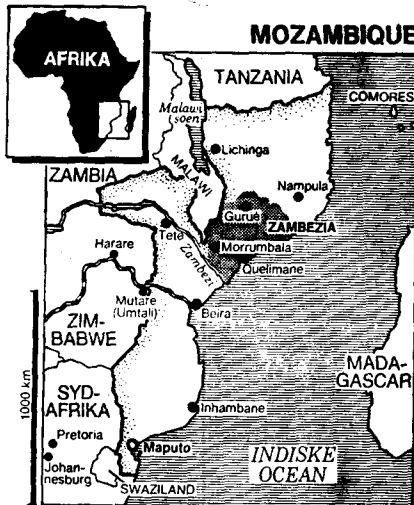 MOZAMBIQUE
AFRIKA
TANZANIA
COMORES
Malawi
(søen)
Lichinga
MALAWI
ZAMBIA
Nampula
Gurué
ZAMBEZIA
Tete
Morrumbala
Harare
Zambezi
Quelimane
Mutare
(Umtali)
Beira
ZIM-
BABWE
MADA-
GASCAR
1000 km
SYD-
AFRIKA
Inhambane
Pretoria
Maputo
Johan-
nesburg
INDISKE
OCEAN
SWAZILAND